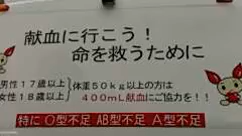 献血に行こう!
命を救うために
男性17歳以上
女性18歳以上
体重50kg以上の方は
400mL献血にご協力を!!
特に O型不足 AB型不足 A型不足